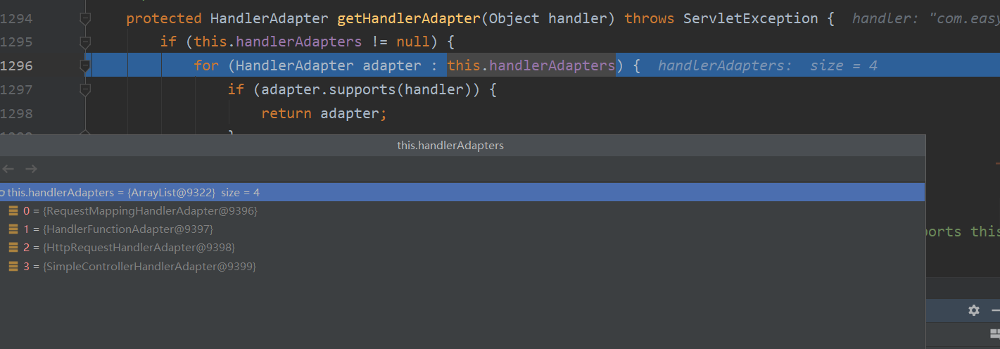 1294 protected HandlerAdapter getHandlerAdapter(Object handler) throws ServletException { handler: "com.easy
1295 if (this.handlerAdapters != null) {
1296 for (HandlerAdapter adapter : this.handlerAdapters) { handlerAdapters: size = 4
1297 if (adapter.supports(handler)) {
1298 return adapter;
this.handlerAdapters
this.handlerAdapters = {ArrayList@9322} size = 4
0 = {RequestMappingHandlerAdapter@9396}
1 = {HandlerFunctionAdapter@9397}
2 = {HttpRequestHandlerAdapter@9398}
3 = {SimpleControllerHandlerAdapter@9399}
ports this